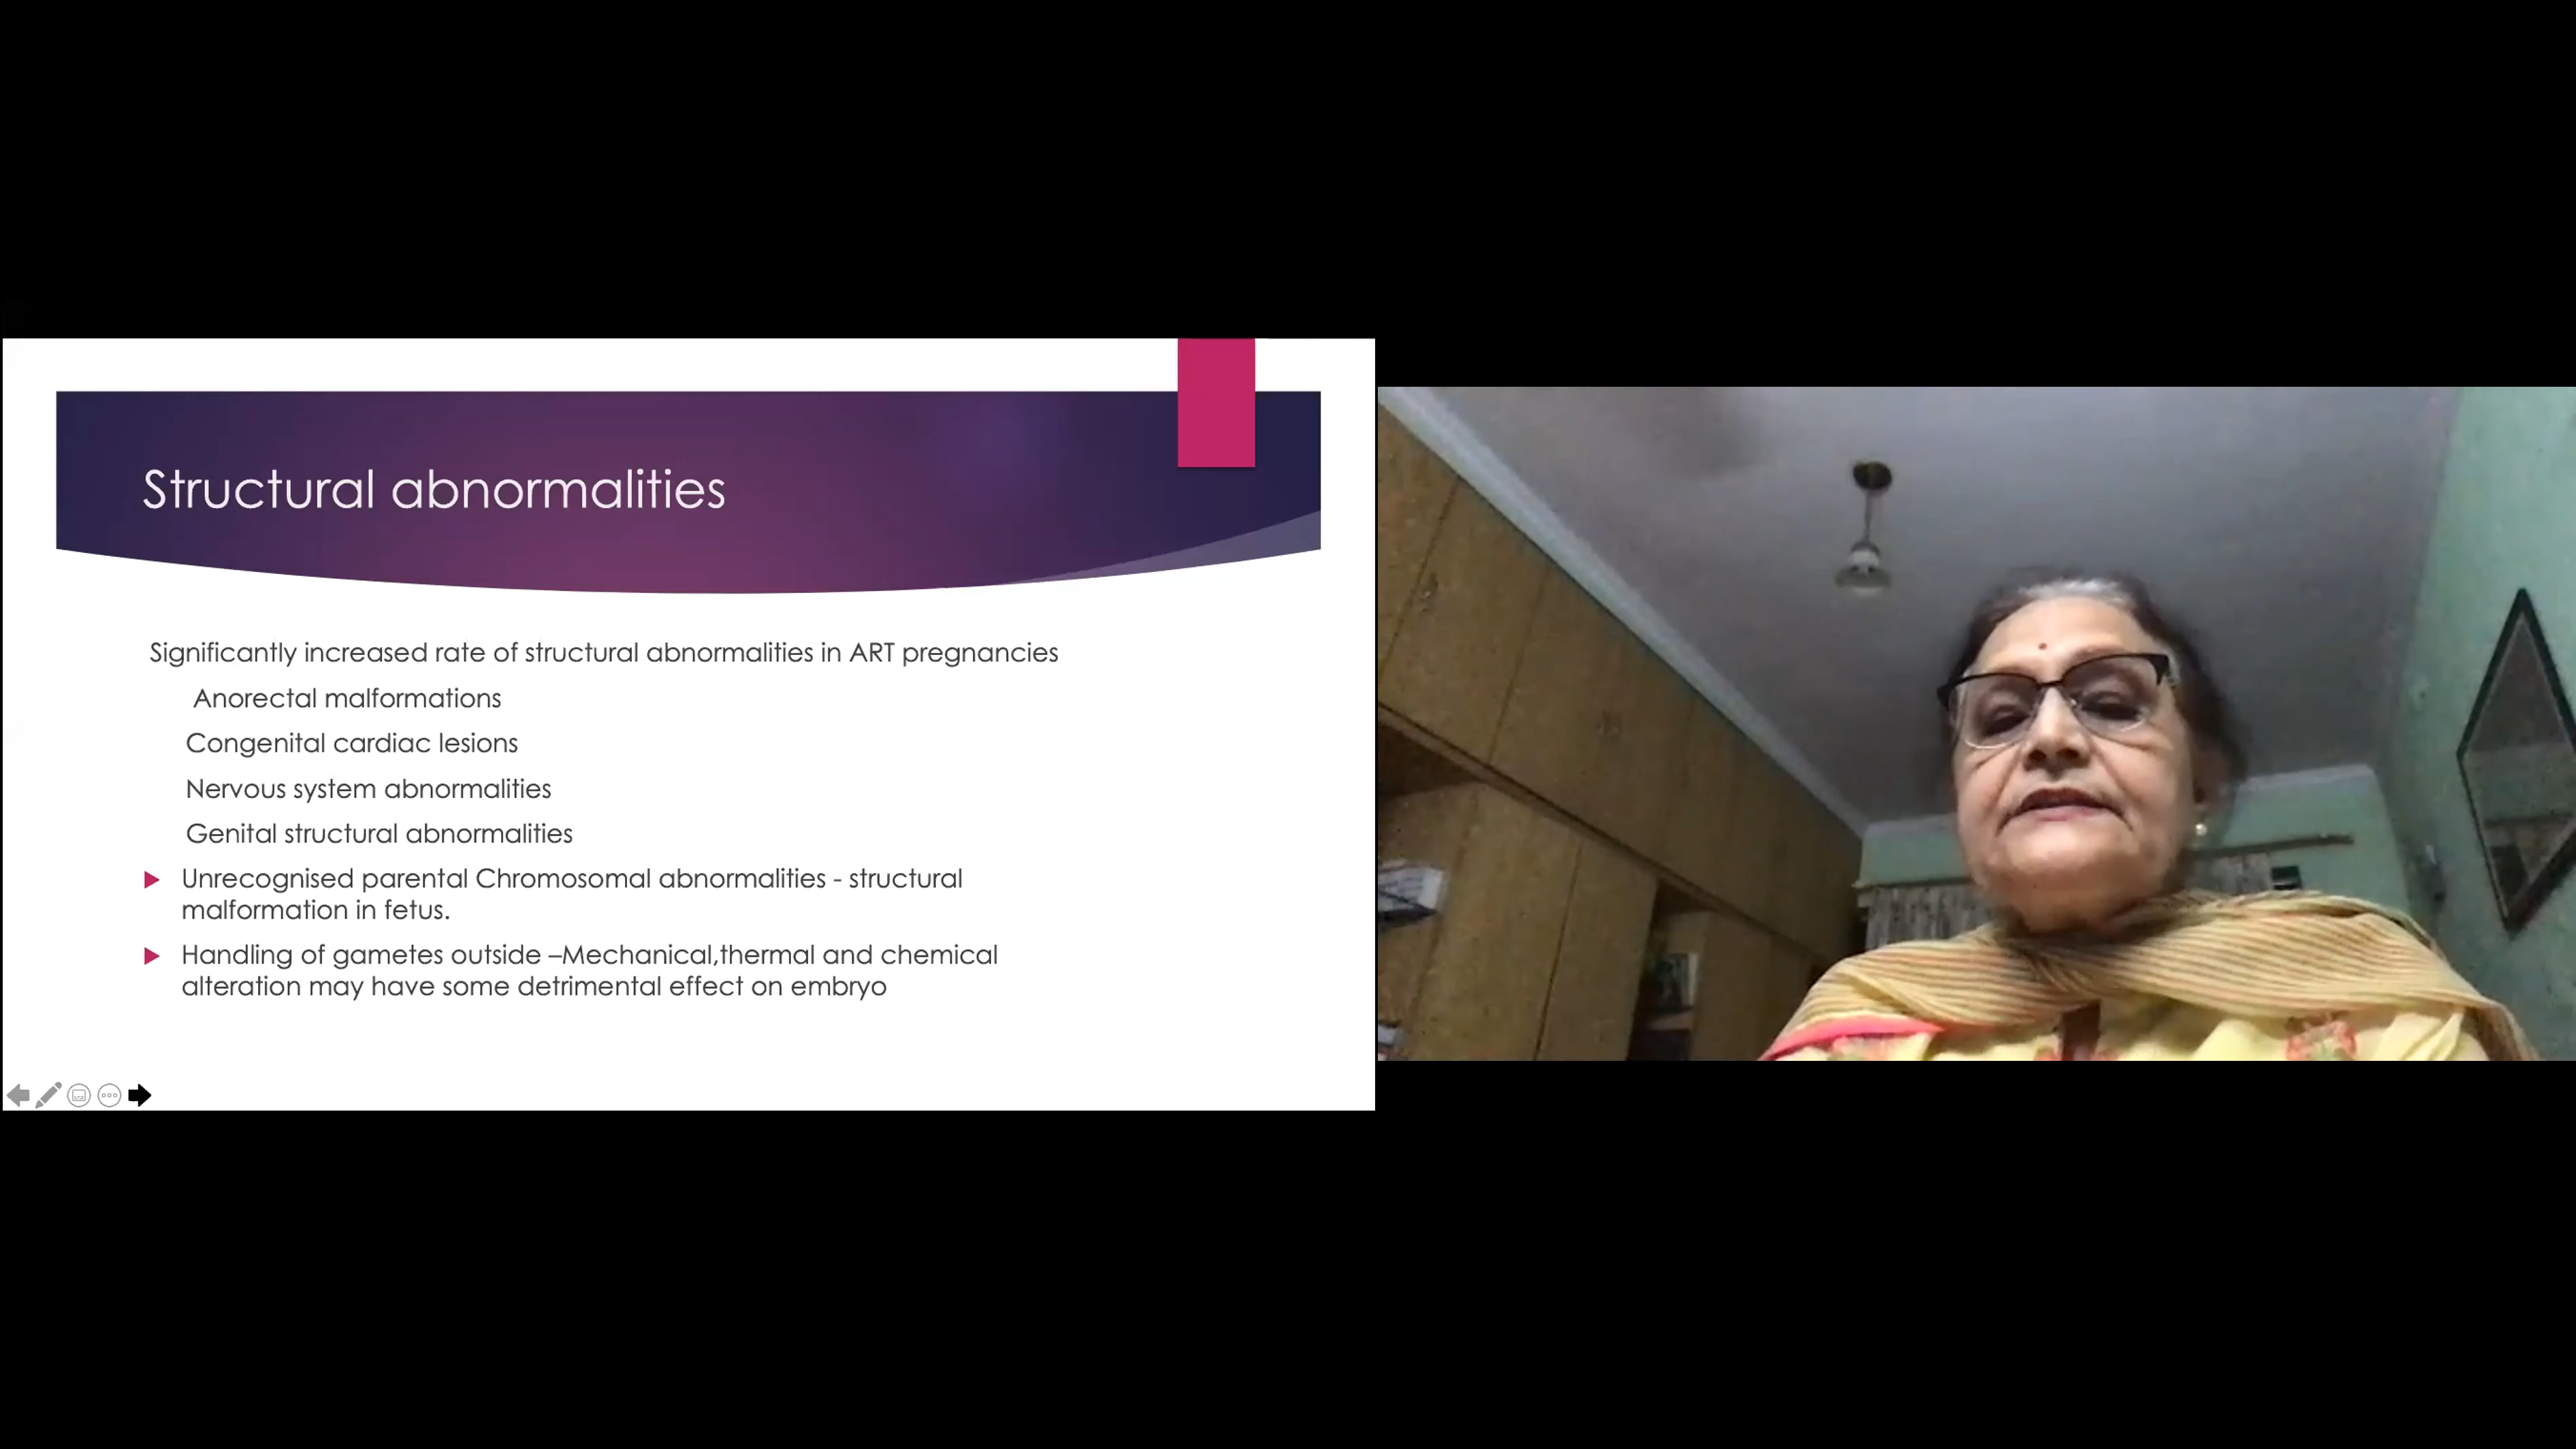 Structural abnormalities
Significantly increased rate of structural abnormalities in ART pregnancies
Anorectal malformations
Congenital cardiac lesions
Nervous system abnormalities
Genital structural abnormalities
Unrecognised parental Chromosomal abnormalities - structural
malformation in fetus.
Handling of gametes outside –Mechanical,thermal and chemical
alteration may have some detrimental effect on embryo